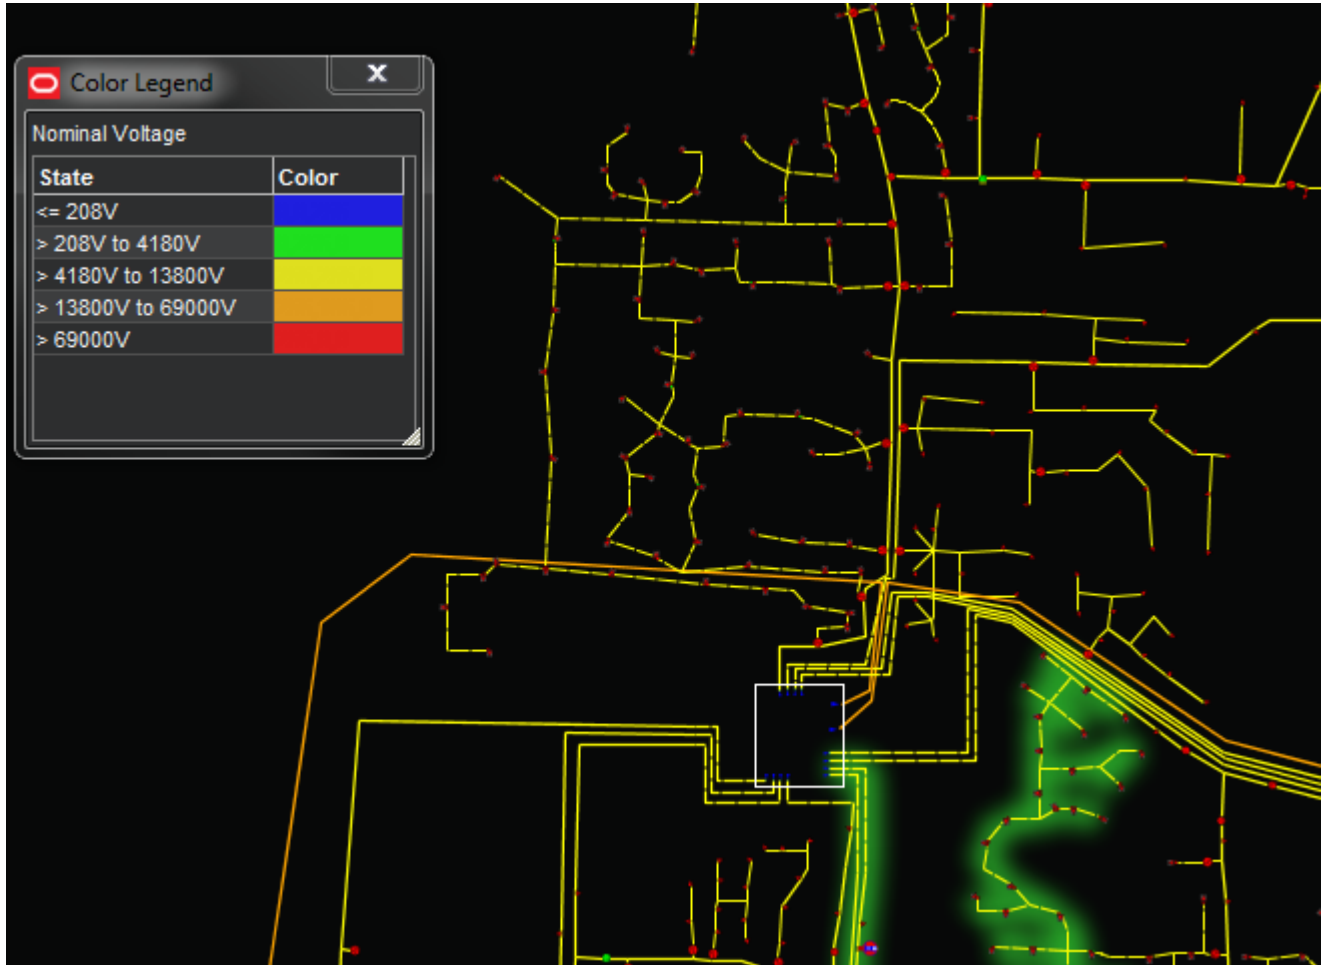 Color Legend
Nominal Voltage
State Color
<= 208V
> 208V to 4180V
> 4180V to 13800V
> 13800V to 69000V
> 69000V